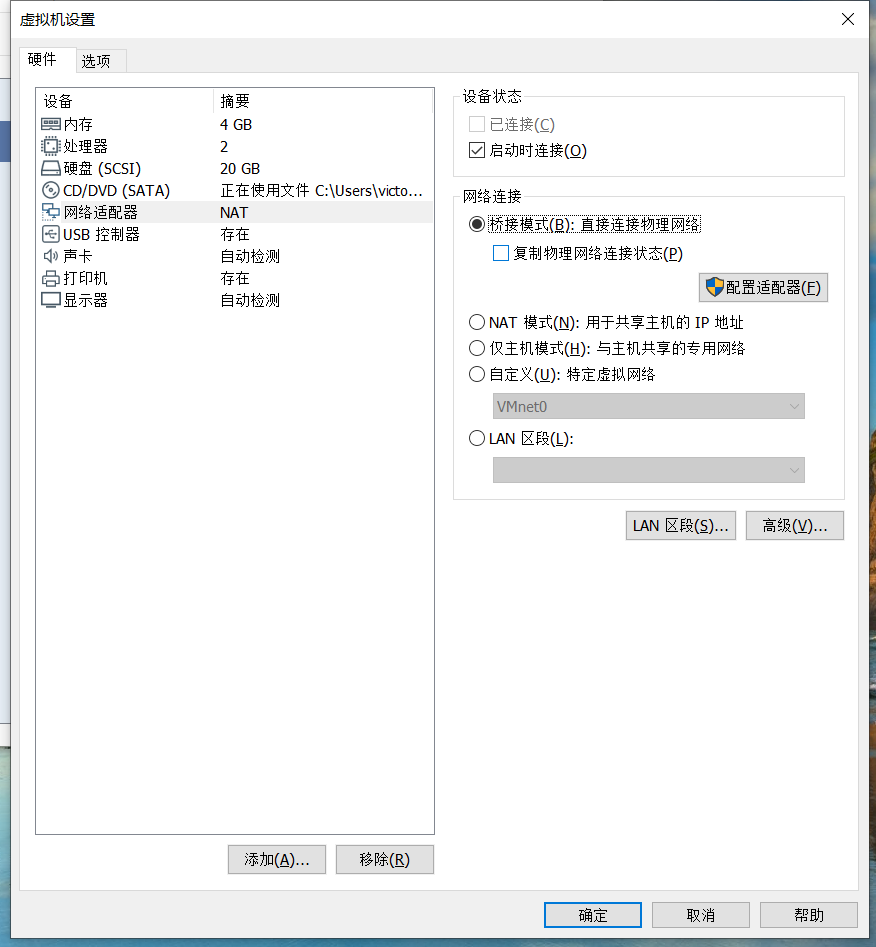 虚拟机设置
硬件 选项
设备 摘要
内存 4 GB
处理器 2
硬盘 (SCSI) 20 GB
CD/DVD (SATA) 正在使用文件 C:\Users\victo...
网络适配器 NAT
USB 控制器 存在
声卡 自动检测
打印机 存在
显示器 自动检测
添加(A)... 移除(R)
设备状态
已连接(C)
启动时连接(O)
网络连接
桥接模式(B): 直接连接物理网络
复制物理网络连接状态(P)
配置适配器(F)
NAT 模式(N): 用于共享主机的 IP 地址
仅主机模式(H): 与主机共享的专用网络
自定义(U): 特定虚拟网络
VMnet0
LAN 区段(L):
LAN 区段(S)... 高级(V)...
确定 取消 帮助